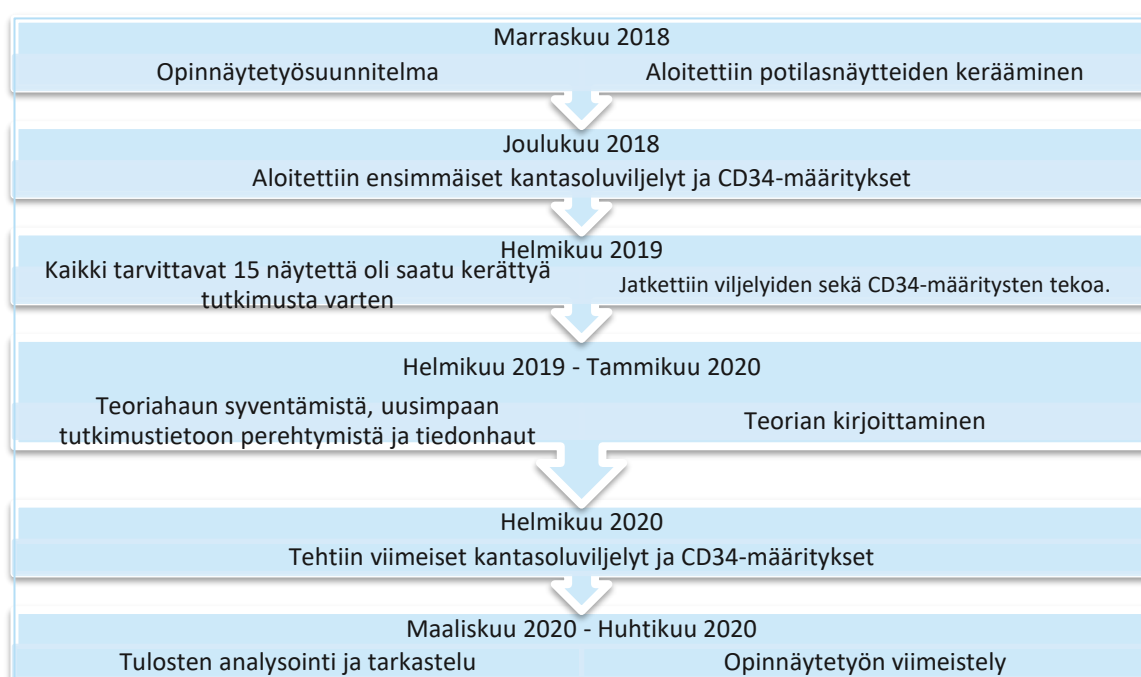 Marraskuu 2018
Opinnäytetyösuunnitelma
Aloitettiin potilasnäytteiden kerääminen
Joulukuu 2018
Aloitettiin ensimmäiset kantasoluviljelyt ja CD34-määritykset
Helmikuu 2019
Kaikki tarvittavat 15 näytettä oli saatu kerättyä
tutkimusta varten
Jatkettiin viljelyiden sekä CD34-määritysten tekoa.
Helmikuu 2019 - Tammikuu 2020
Teoriahaun syventämistä, uusimpaan
tutkimustietoon perehtymistä ja tiedonhaut
Teorian kirjoittaminen
Helmikuu 2020
Tehtiin viimeiset kantasoluviljelyt ja CD34-määritykset
Maaliskuu 2020 - Huhtikuu 2020
Tulosten analysointi ja tarkastelu
Opinnäytetyön viimeistely